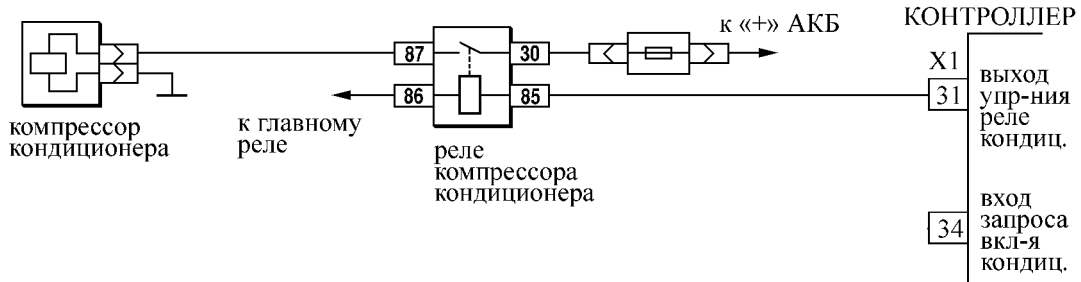 КОНТРОЛЛЕР
к «+» АКБ
X1
87
30
86
85
31
выход
упр-ния
реле
кондиц.
к главному
реле
компрессор
кондиционера
реле
компрессора
кондиционера
34
вход
запроса
вкл-я
кондиц.